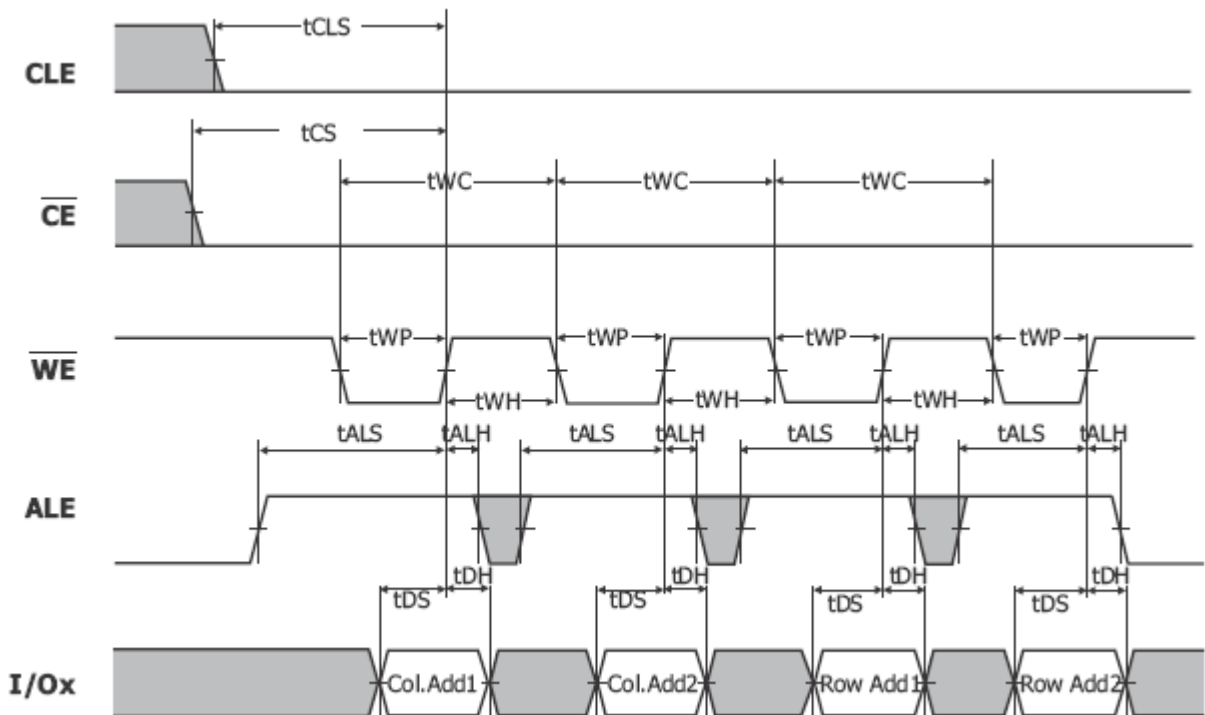 tCLS
CLE
tCS
tWC tWC tWC
CE
tWP tWP tWP tWP
WE
tWH tWH tWH
tALS tALH tALS tALH tALS tALH tALS tALH
ALE
tDH tDH tDH tDH
tDS tDS tDS tDS
I/Ox Col.Add1 Col.Add2 Row Add1 Row Add2